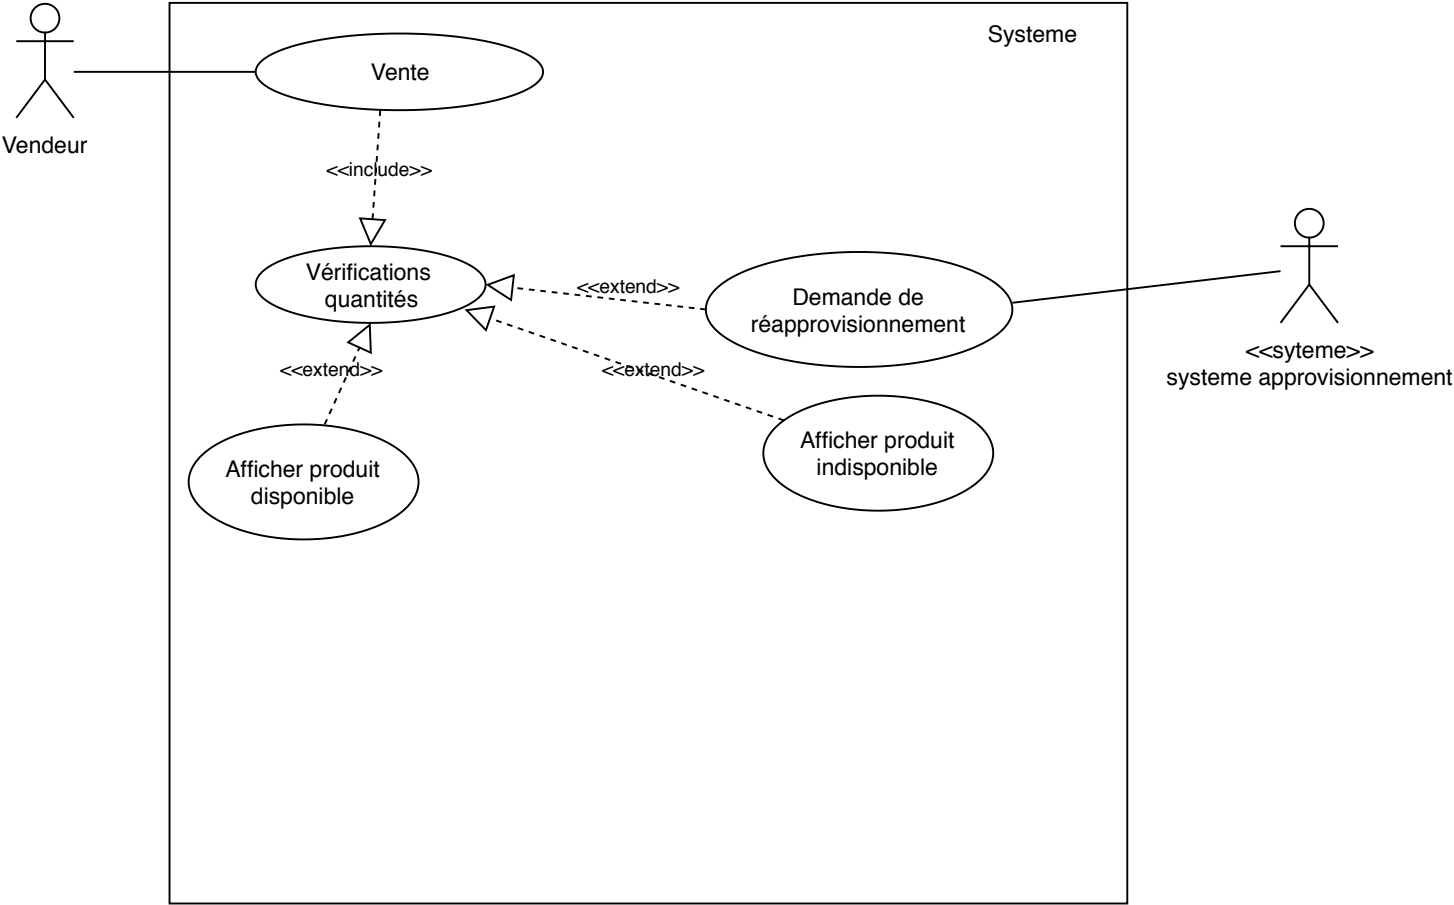 Systeme
Vente
Vendeur
<<include>>
Vérifications
quantités
<<extend>>
Demande de
réapprovisionnement
<<syteme>>
systeme approvisionnement
<<extend>>
<<extend>>
Afficher produit
indisponible
Afficher produit
disponible